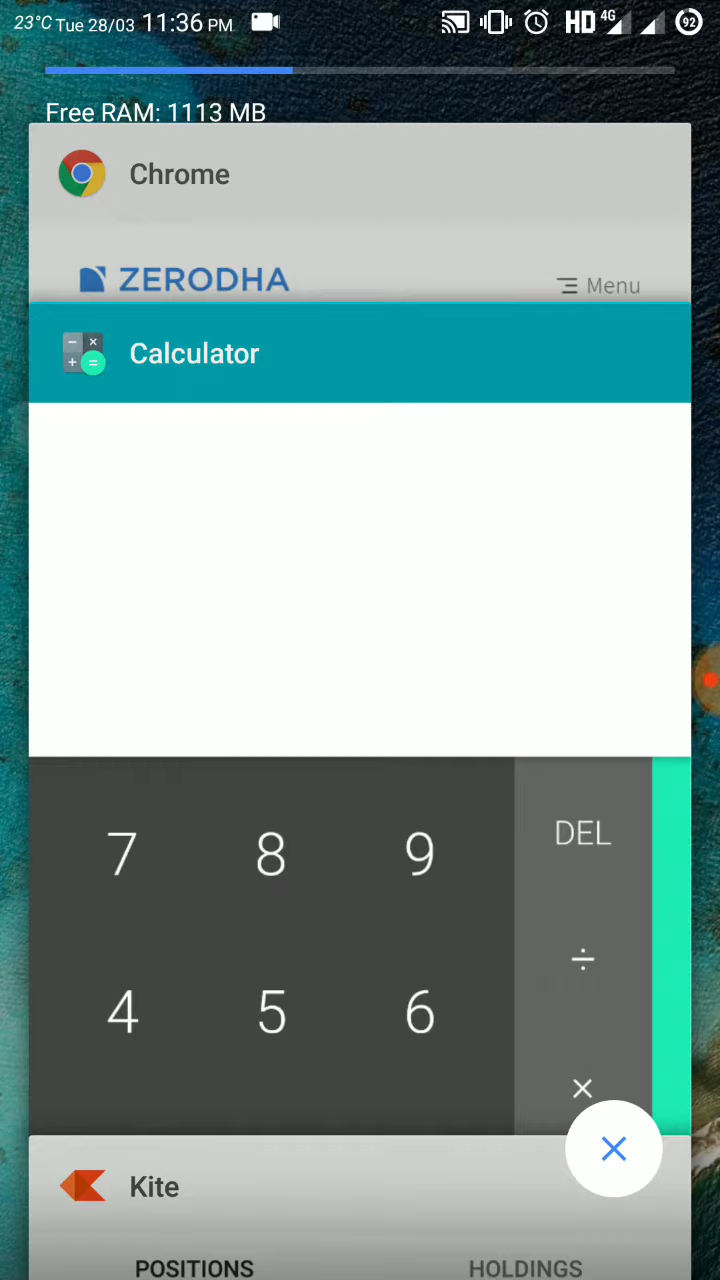 23°C Tue 28/03 11:36 PM HD 4G 92
Free RAM: 1113 MB
Chrome
ZERODHA Menu
− ×
+ =
Calculator
7 8 9 DEL
÷
4 5 6
×
Kite
POSITIONS HOLDINGS